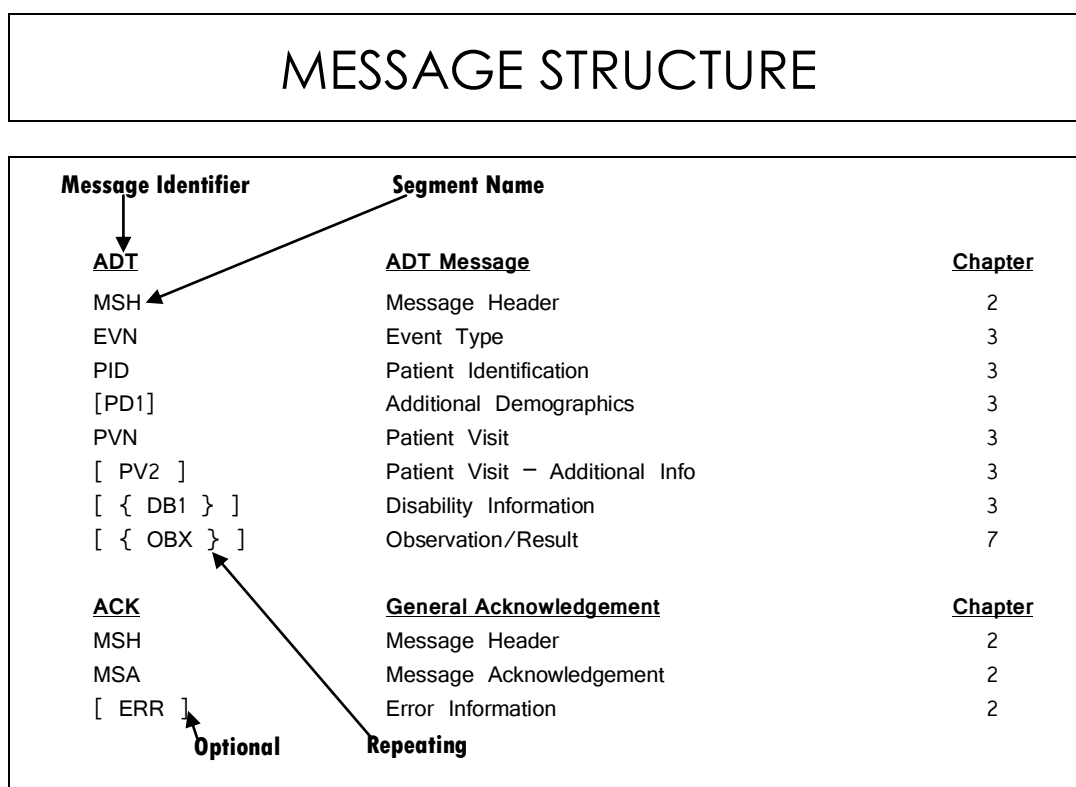 MESSAGE STRUCTURE
Message Identifier Segment Name
ADT ADT Message Chapter
MSH Message Header 2
EVN Event Type 3
PID Patient Identification 3
[PD1] Additional Demographics 3
PVN Patient Visit 3
[ PV2 ] Patient Visit – Additional Info 3
[ { DB1 } ] Disability Information 3
[ { OBX } ] Observation/Result 7
ACK General Acknowledgement Chapter
MSH Message Header 2
MSA Message Acknowledgement 2
[ ERR ] Error Information 2
Optional Repeating